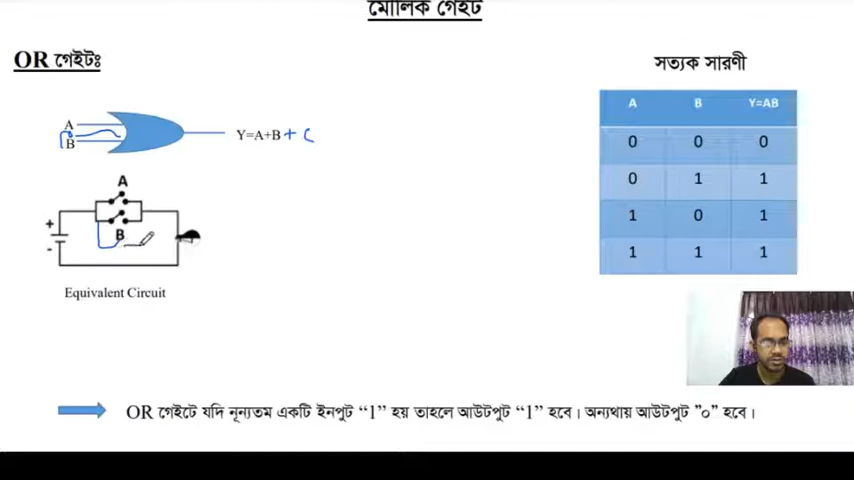 মৌলিক গেইট
OR গেইটঃ
সত্যক সারণী
A
B
Y=A+B + C
A
B
+
-
Equivalent Circuit
A B Y=AB
0 0 0
0 1 1
1 0 1
1 1 1
OR গেইটে যদি নূন্যতম একটি ইনপুট “1” হয় তাহলে আউটপুট “1” হবে। অন্যথায় আউটপুট ”০” হবে।